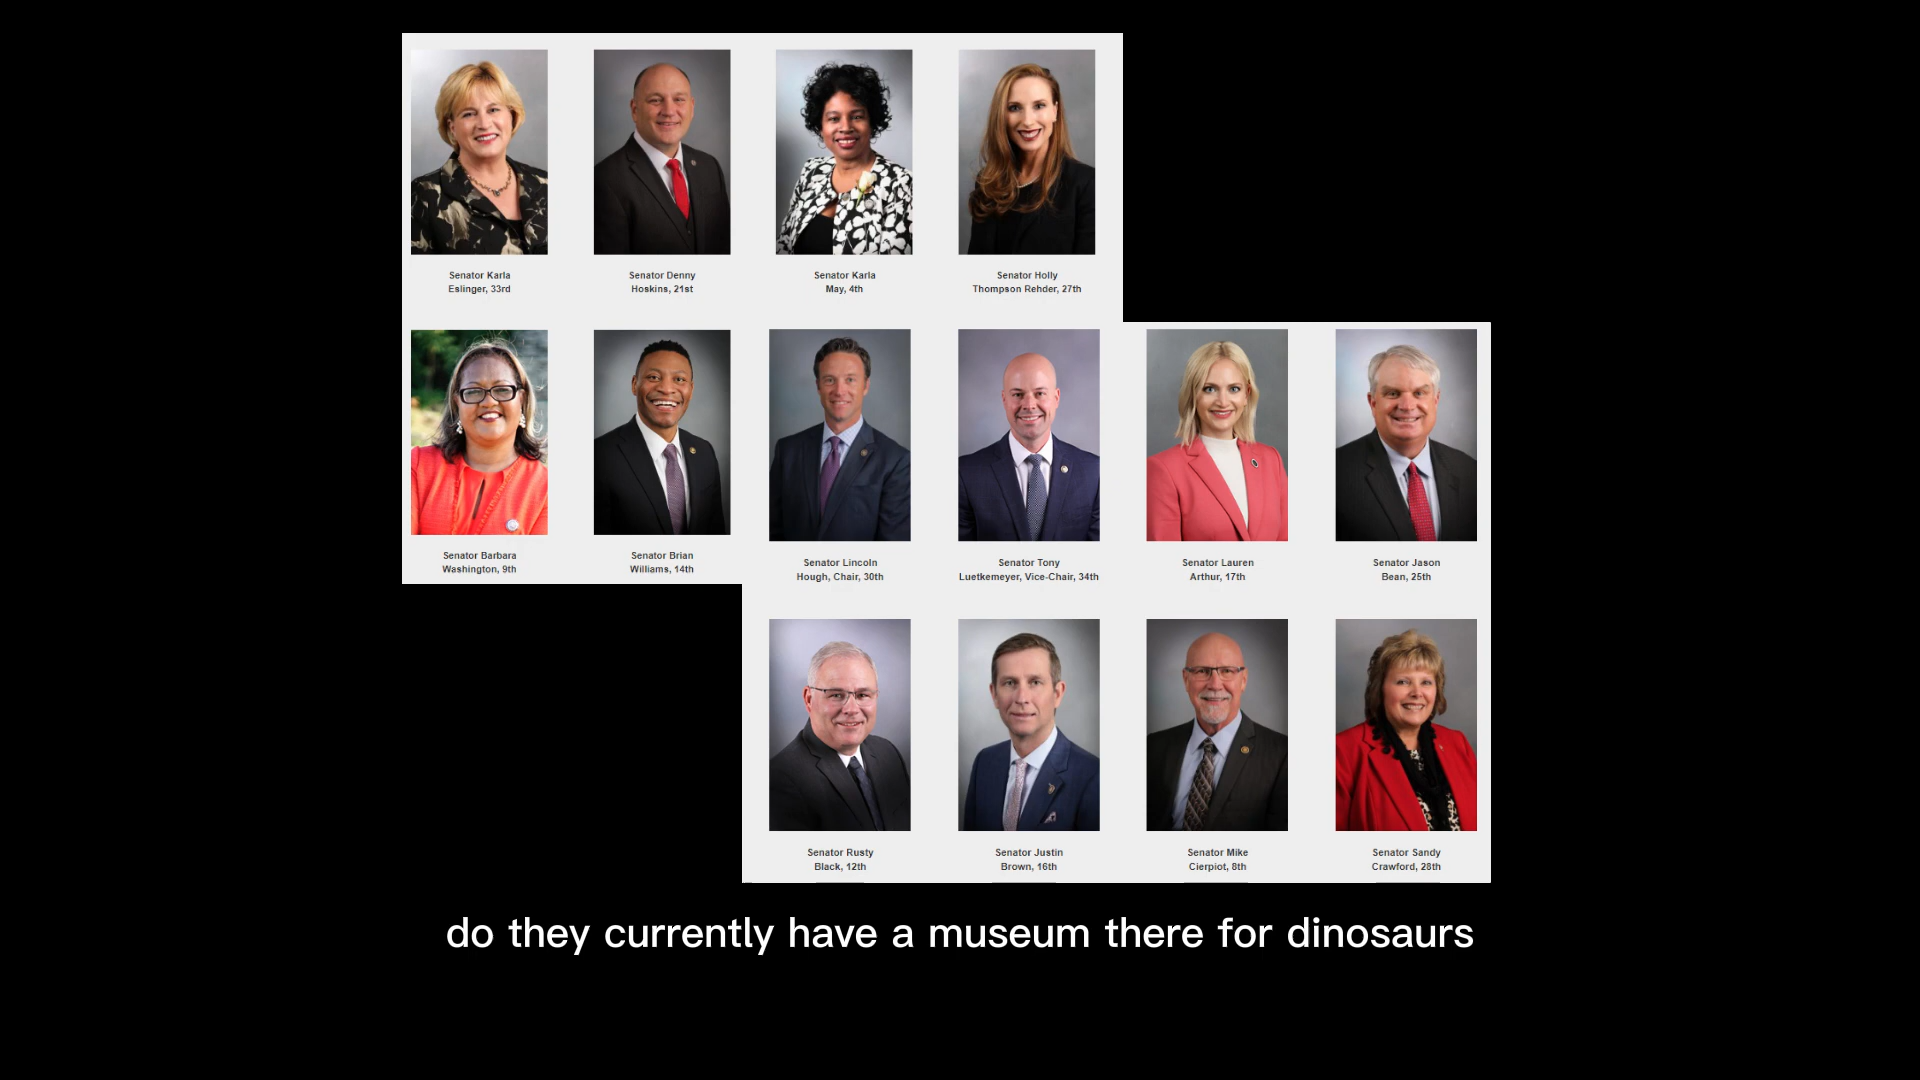 Senator Karla
Eslinger, 33rd
Senator Denny
Hoskins, 21st
Senator Karla
May, 4th
Senator Holly
Thompson Rehder, 27th
Senator Barbara
Washington, 9th
Senator Brian
Williams, 14th
Senator Lincoln
Hough, Chair, 30th
Senator Tony
Luetkemeyer, Vice-Chair, 34th
Senator Lauren
Arthur, 17th
Senator Jason
Bean, 25th
Senator Rusty
Black, 12th
Senator Justin
Brown, 16th
Senator Mike
Cierpiot, 8th
Senator Sandy
Crawford, 28th
do they currently have a museum there for dinosaurs